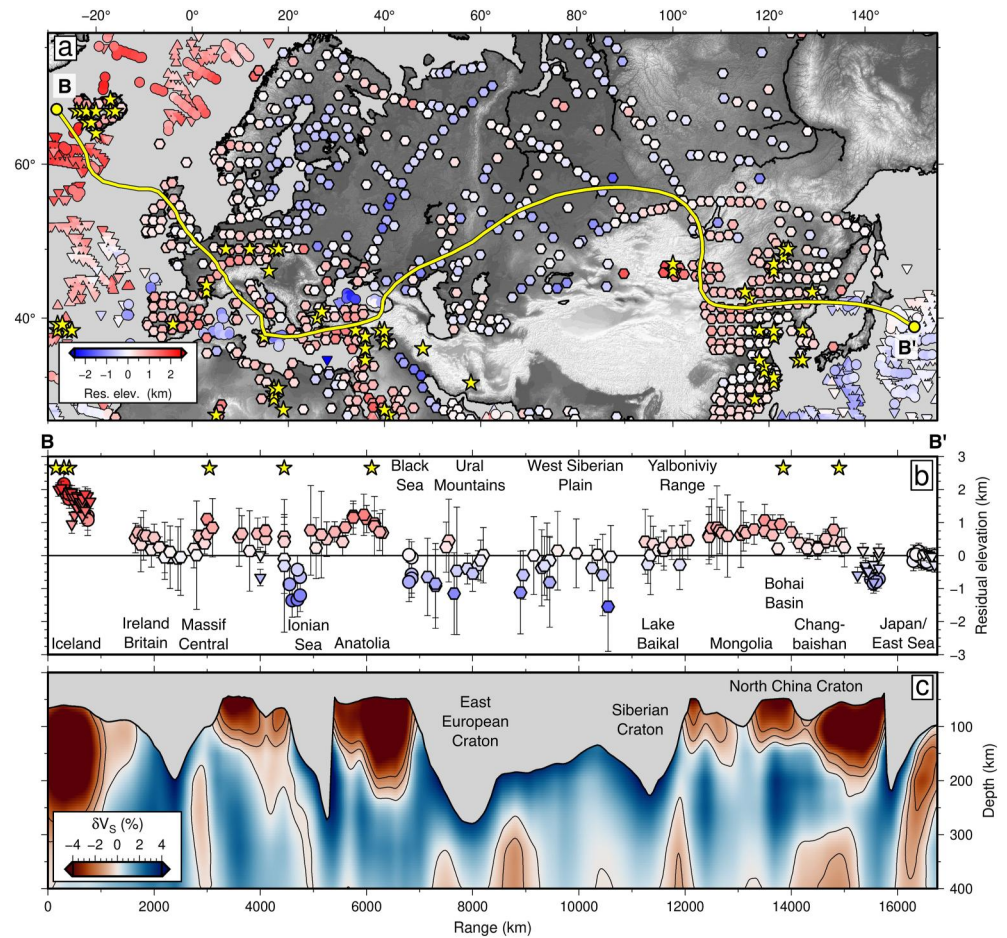 −20° 0° 20° 40° 60° 80° 100° 120° 140°
a
B
60°
40°
B'
−2 −1 0 1 2
Res. elev. (km)
B B'
b
Black
Sea
Ural
Mountains
West Siberian
Plain
Yalboniviy
Range
3
2
1
0
−1
−2
−3
Residual elevation (km)
Bohai
Basin
Iceland
Ireland
Britain
Massif
Central
Ionian
Sea
Anatolia
Lake
Baikal
Mongolia
Chang-
baishan
Japan/
East Sea
c
North China Craton
East
European
Craton
Siberian
Craton
100
200
300
400
Depth (km)
δVS (%)
−4 −2 0 2 4
0 2000 4000 6000 8000 10000 12000 14000 16000
Range (km)